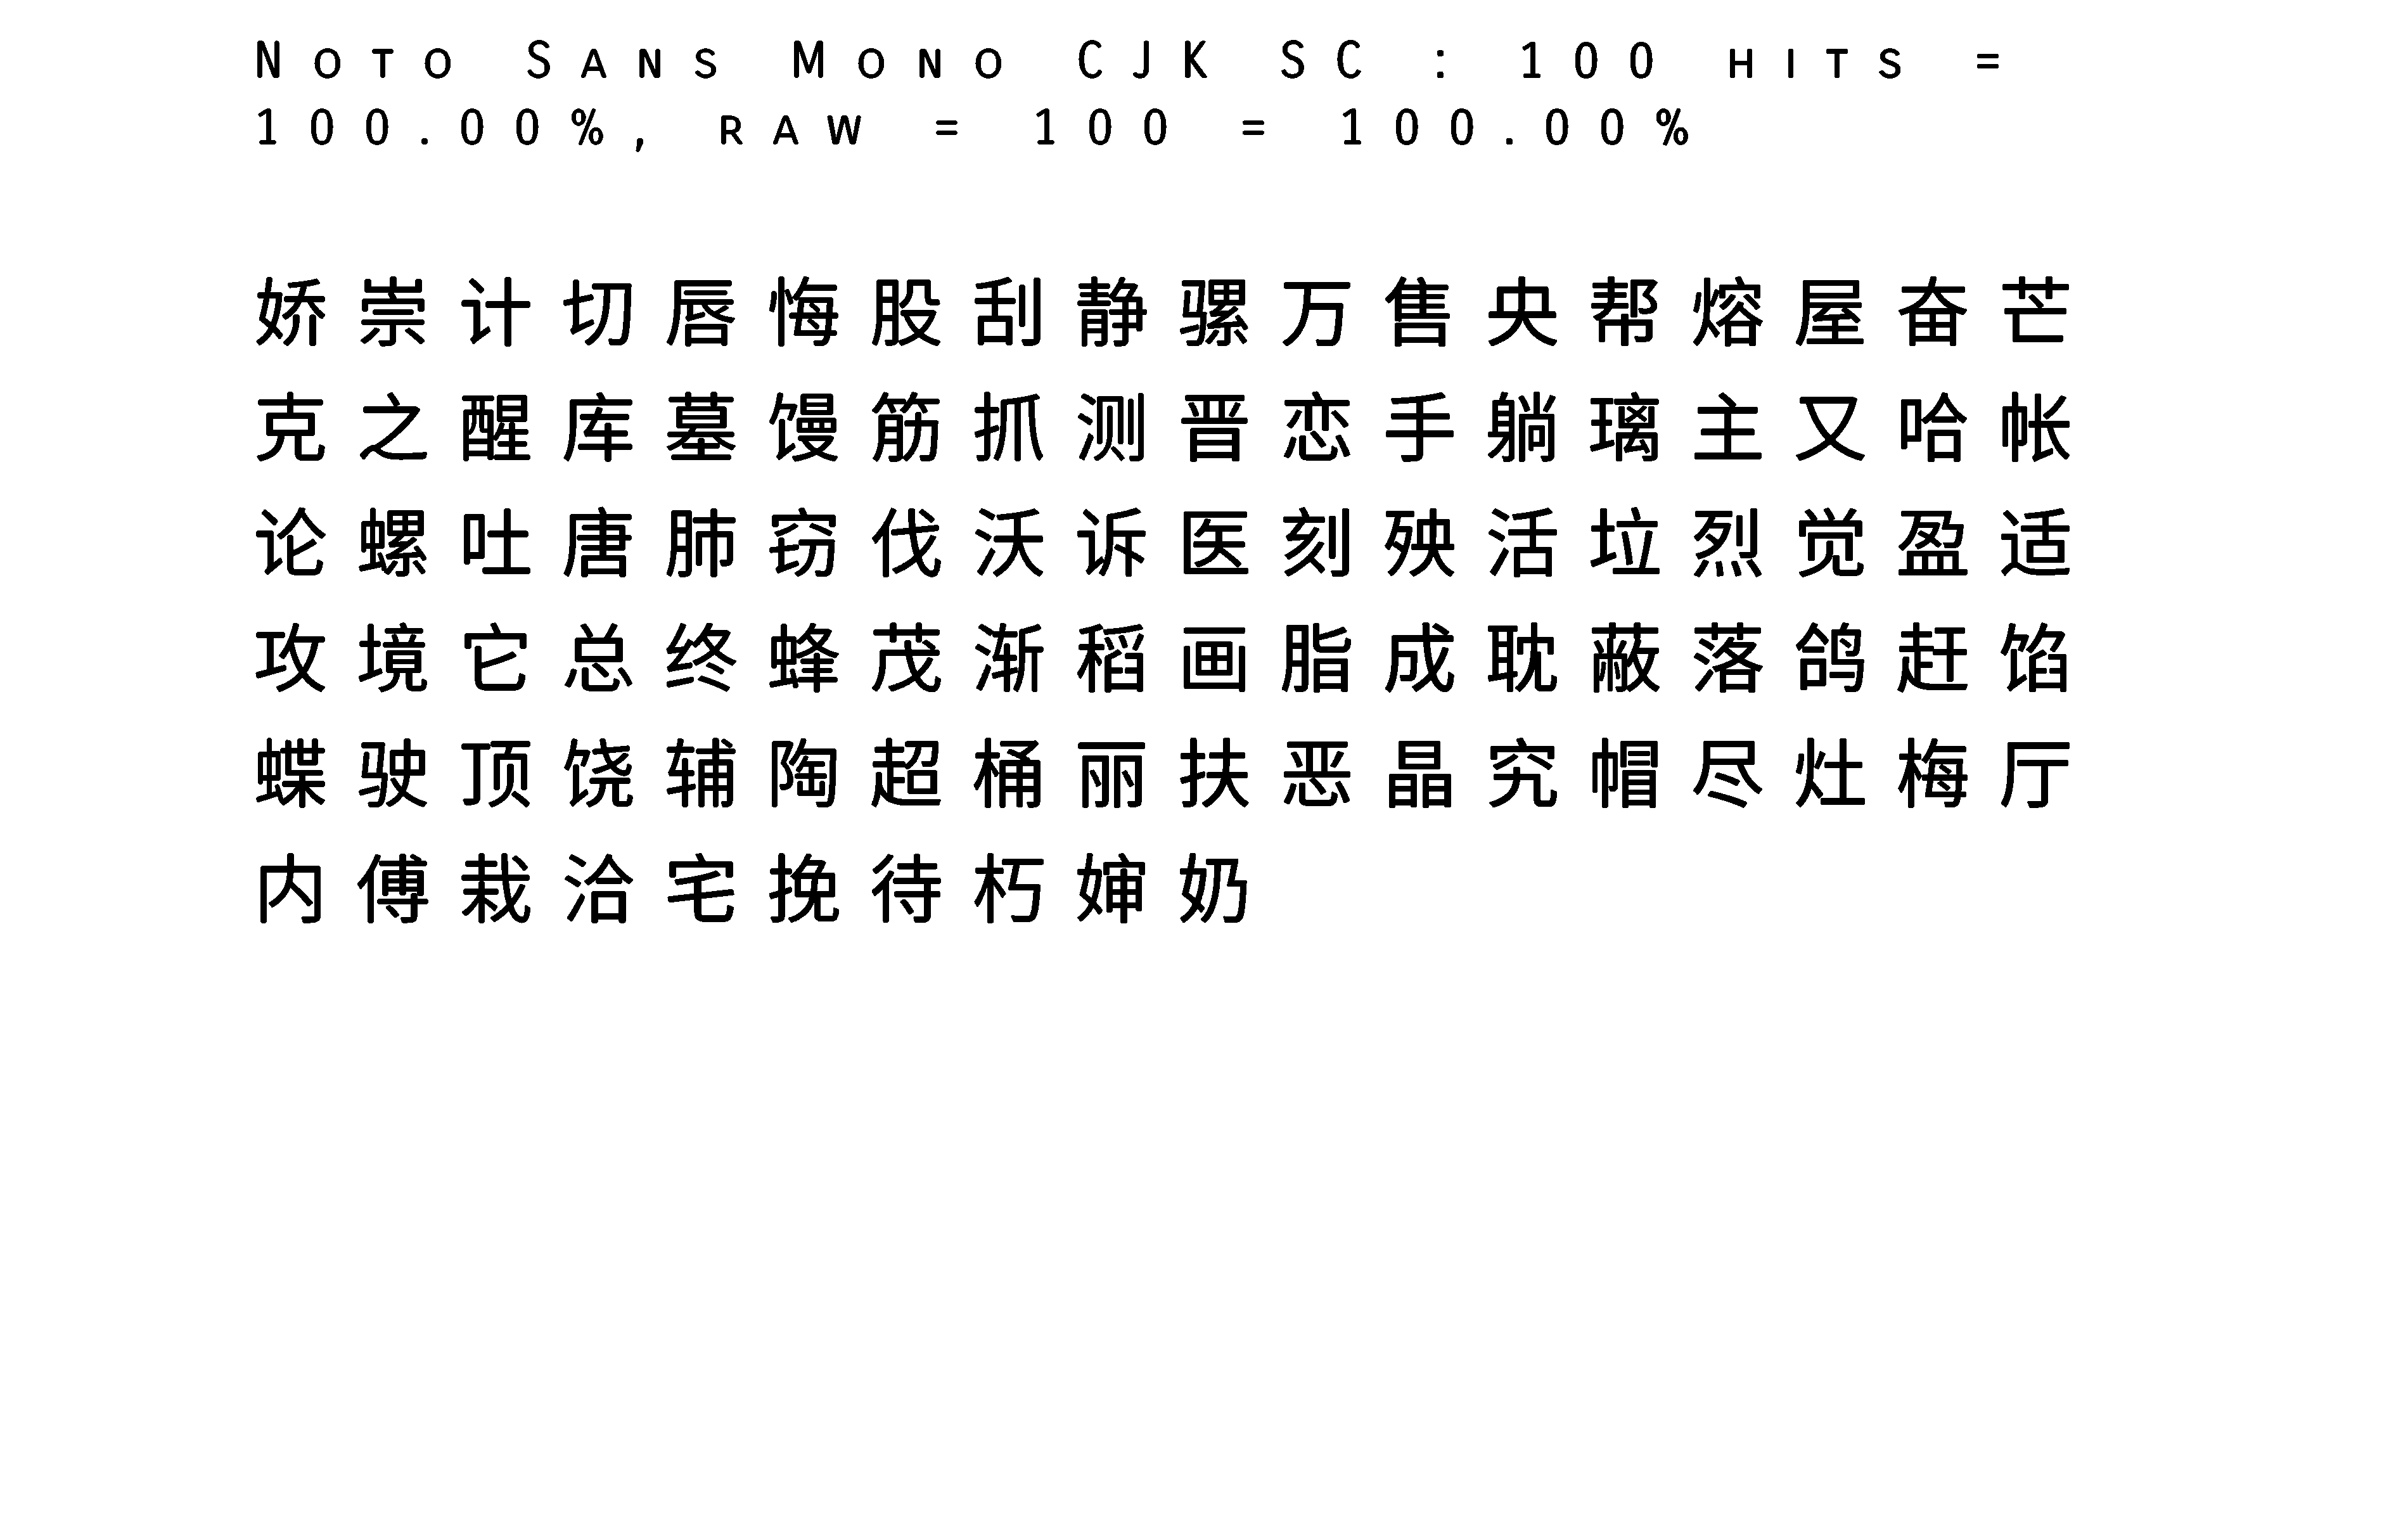 Noto Sans Mono CJK SC : 100 hits =
100.00%, raw = 100 = 100.00%
娇崇计切唇悔股刮静骡万售央帮熔屋奋芒
克之醒库墓馒筋抓测晋恋手躺璃主又哈帐
论螺吐唐肺窃伐沃诉医刻殃活垃烈觉盈适
攻境它总终蜂茂渐稻画脂成耽蔽落鸽赶馅
蝶驶顶饶辅陶超桶丽扶恶晶究帽尽灶梅厅
内傅栽洽宅挽待朽婶奶